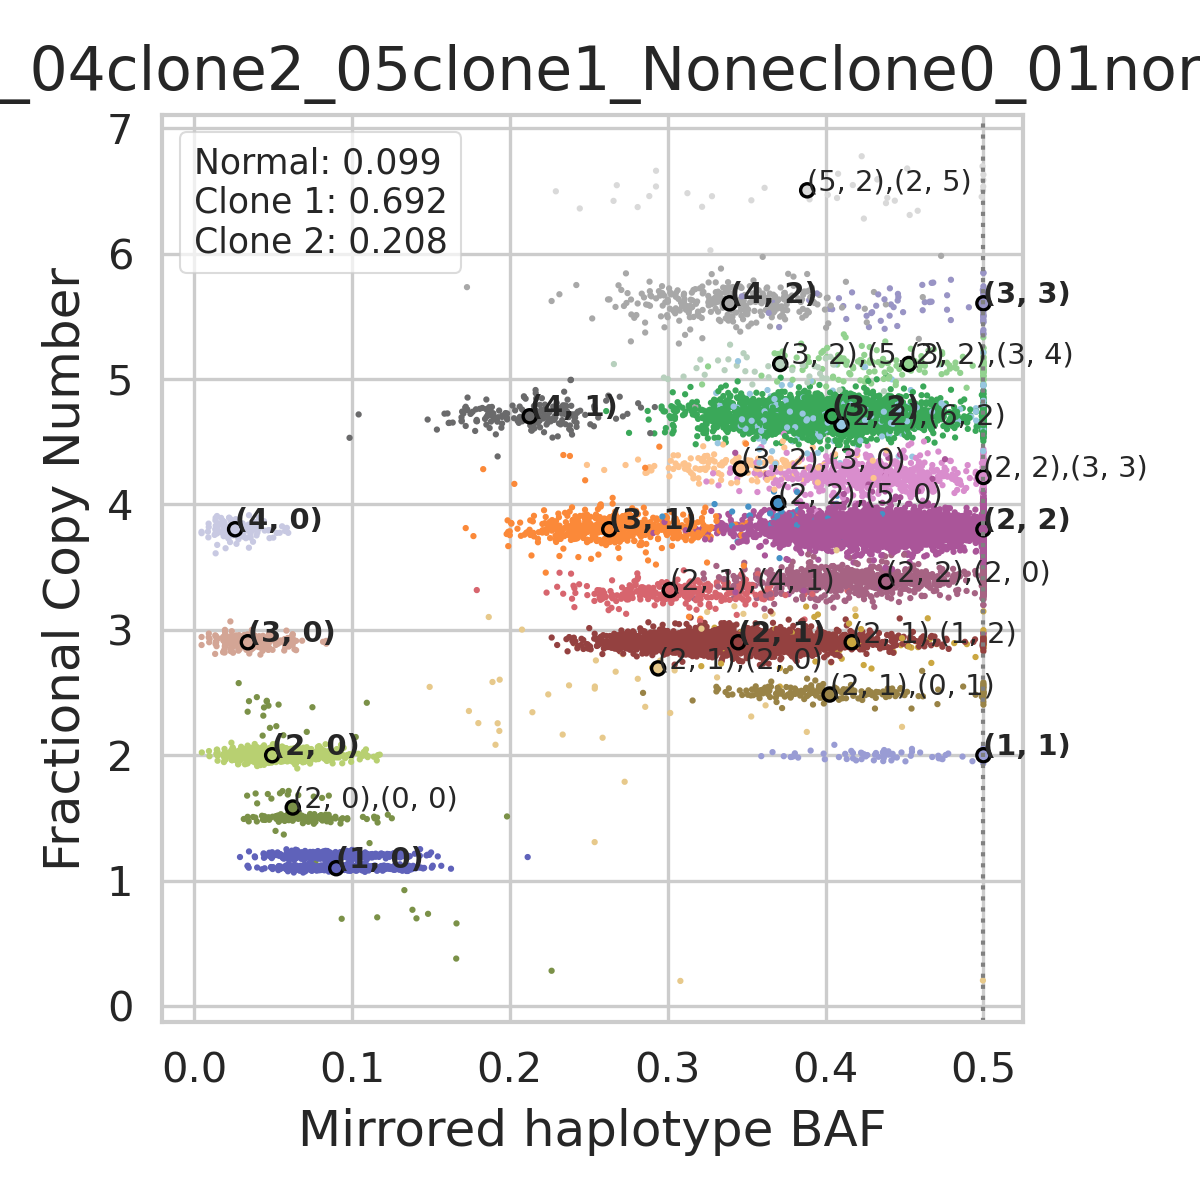 _04clone2_05clone1_Noneclone0_01nor
7
Normal: 0.099
Clone 1: 0.692
Clone 2: 0.208
(5, 2),(2, 5)
6
(4, 2)
(3, 3)
(3, 2),(5, 2)
(3, 2),(3, 4)
5
(4, 1)
(3, 2)
(2, 2),(6, 2)
(3, 2),(3, 0)
(2, 2),(3, 3)
(2, 2),(5, 0)
4
(4, 0)
(3, 1)
(2, 2)
(2, 2),(2, 0)
(2, 1),(4, 1)
3
(3, 0)
(2, 1)
(2, 1),(1, 2)
(2, 1),(2, 0)
(2, 1),(0, 1)
2
(2, 0)
(1, 1)
(2, 0),(0, 0)
1
(1, 0)
0
Fractional Copy Number
0.0 0.1 0.2 0.3 0.4 0.5
Mirrored haplotype BAF